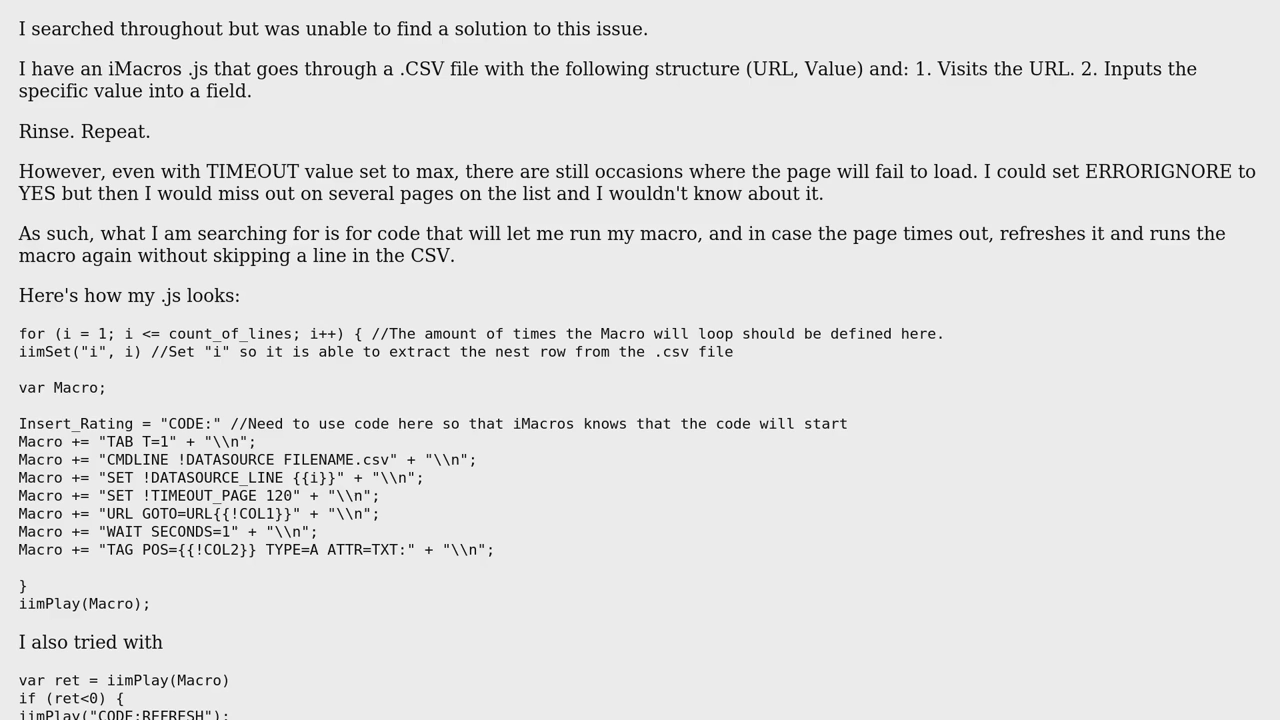 I searched throughout but was unable to find a solution to this issue.
I have an iMacros .js that goes through a .CSV file with the following structure (URL, Value) and: 1. Visits the URL. 2. Inputs the
specific value into a field.
Rinse. Repeat.
However, even with TIMEOUT value set to max, there are still occasions where the page will fail to load. I could set ERRORIGNORE to
YES but then I would miss out on several pages on the list and I wouldn't know about it.
As such, what I am searching for is for code that will let me run my macro, and in case the page times out, refreshes it and runs the
macro again without skipping a line in the CSV.
Here's how my .js looks:
for (i = 1; i <= count_of_lines; i++) { //The amount of times the Macro will loop should be defined here.
iimSet("i", i) //Set "i" so it is able to extract the nest row from the .csv file
var Macro;
Insert_Rating = "CODE:" //Need to use code here so that iMacros knows that the code will start
Macro += "TAB T=1" + "\\n";
Macro += "CMDLINE !DATASOURCE FILENAME.csv" + "\\n";
Macro += "SET !DATASOURCE_LINE {{i}}" + "\\n";
Macro += "SET !TIMEOUT_PAGE 120" + "\\n";
Macro += "URL GOTO=URL{{!COL1}}" + "\\n";
Macro += "WAIT SECONDS=1" + "\\n";
Macro += "TAG POS={{!COL2}} TYPE=A ATTR=TXT:" + "\\n";
}
iimPlay(Macro);
I also tried with
var ret = iimPlay(Macro)
if (ret<0) {
iimPlay("CODE:REFRESH");